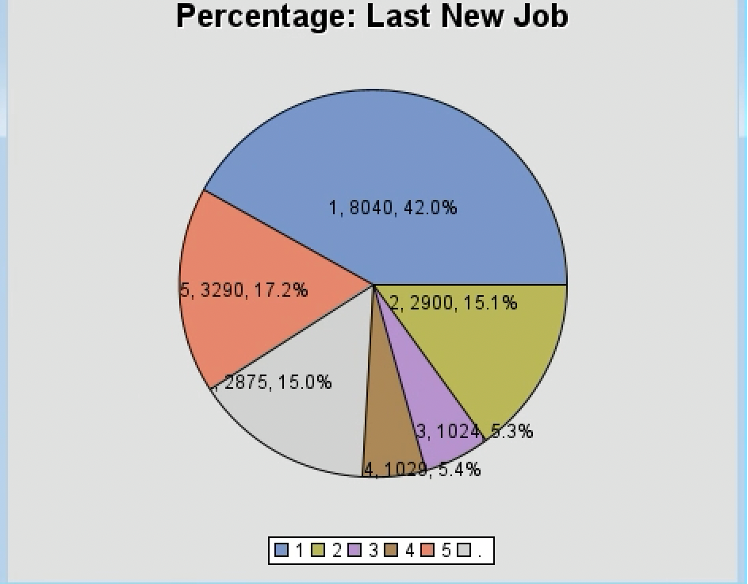 Percentage: Last New Job
1, 8040, 42.0%
5, 3290, 17.2%
2, 2900, 15.1%
, 2875, 15.0%
3, 1024, 5.3%
4, 1029, 5.4%
1 2 3 4 5 .